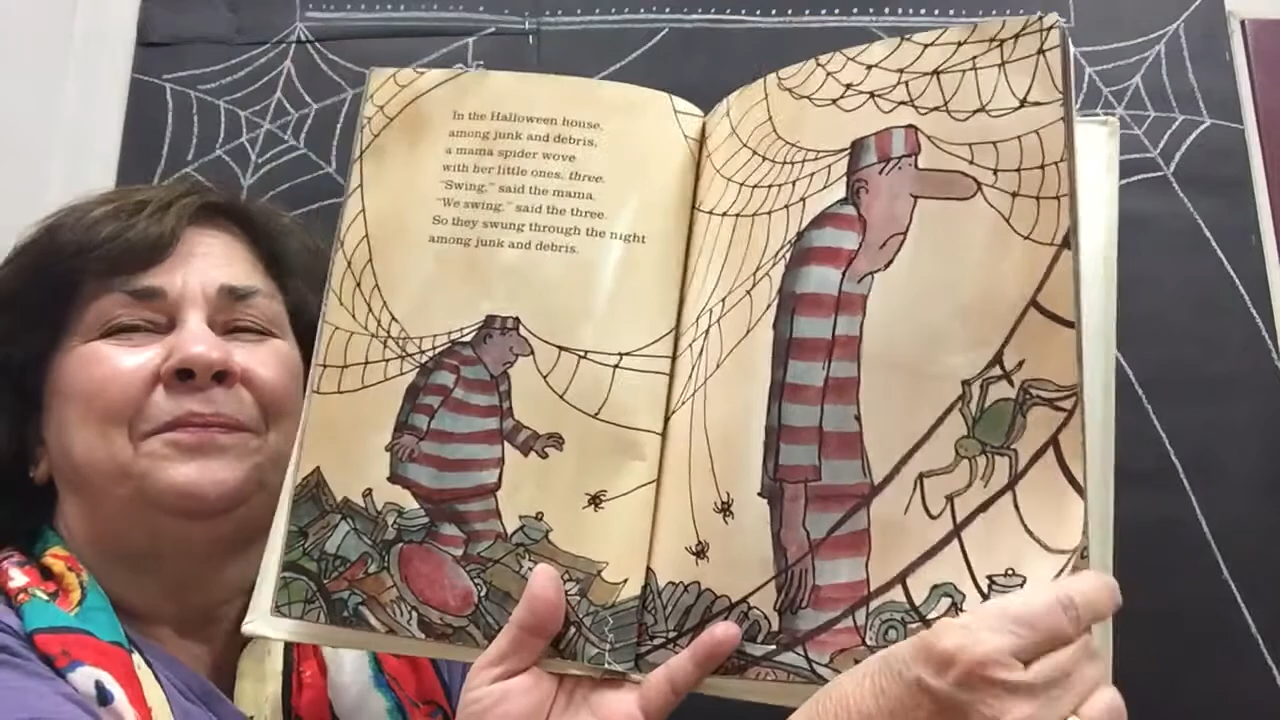 In the Halloween house,
among junk and debris,
a mama spider wove
with her little ones, three.
"Swing," said the mama.
"We swing," said the three.
So they swung through the night
among junk and debris.